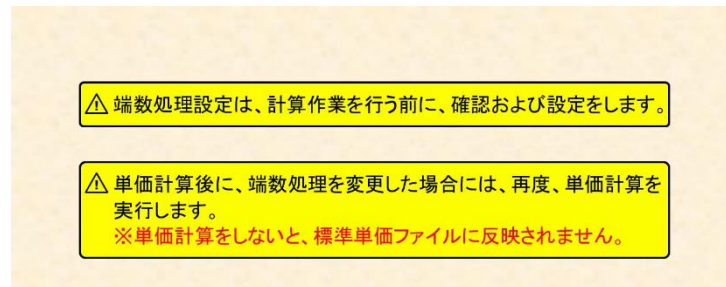 ⚠ 端数処理設定は、計算作業を行う前に、確認および設定をします。
⚠ 単価計算後に、端数処理を変更した場合には、再度、単価計算を
実行します。
※単価計算をしないと、標準単価ファイルに反映されません。